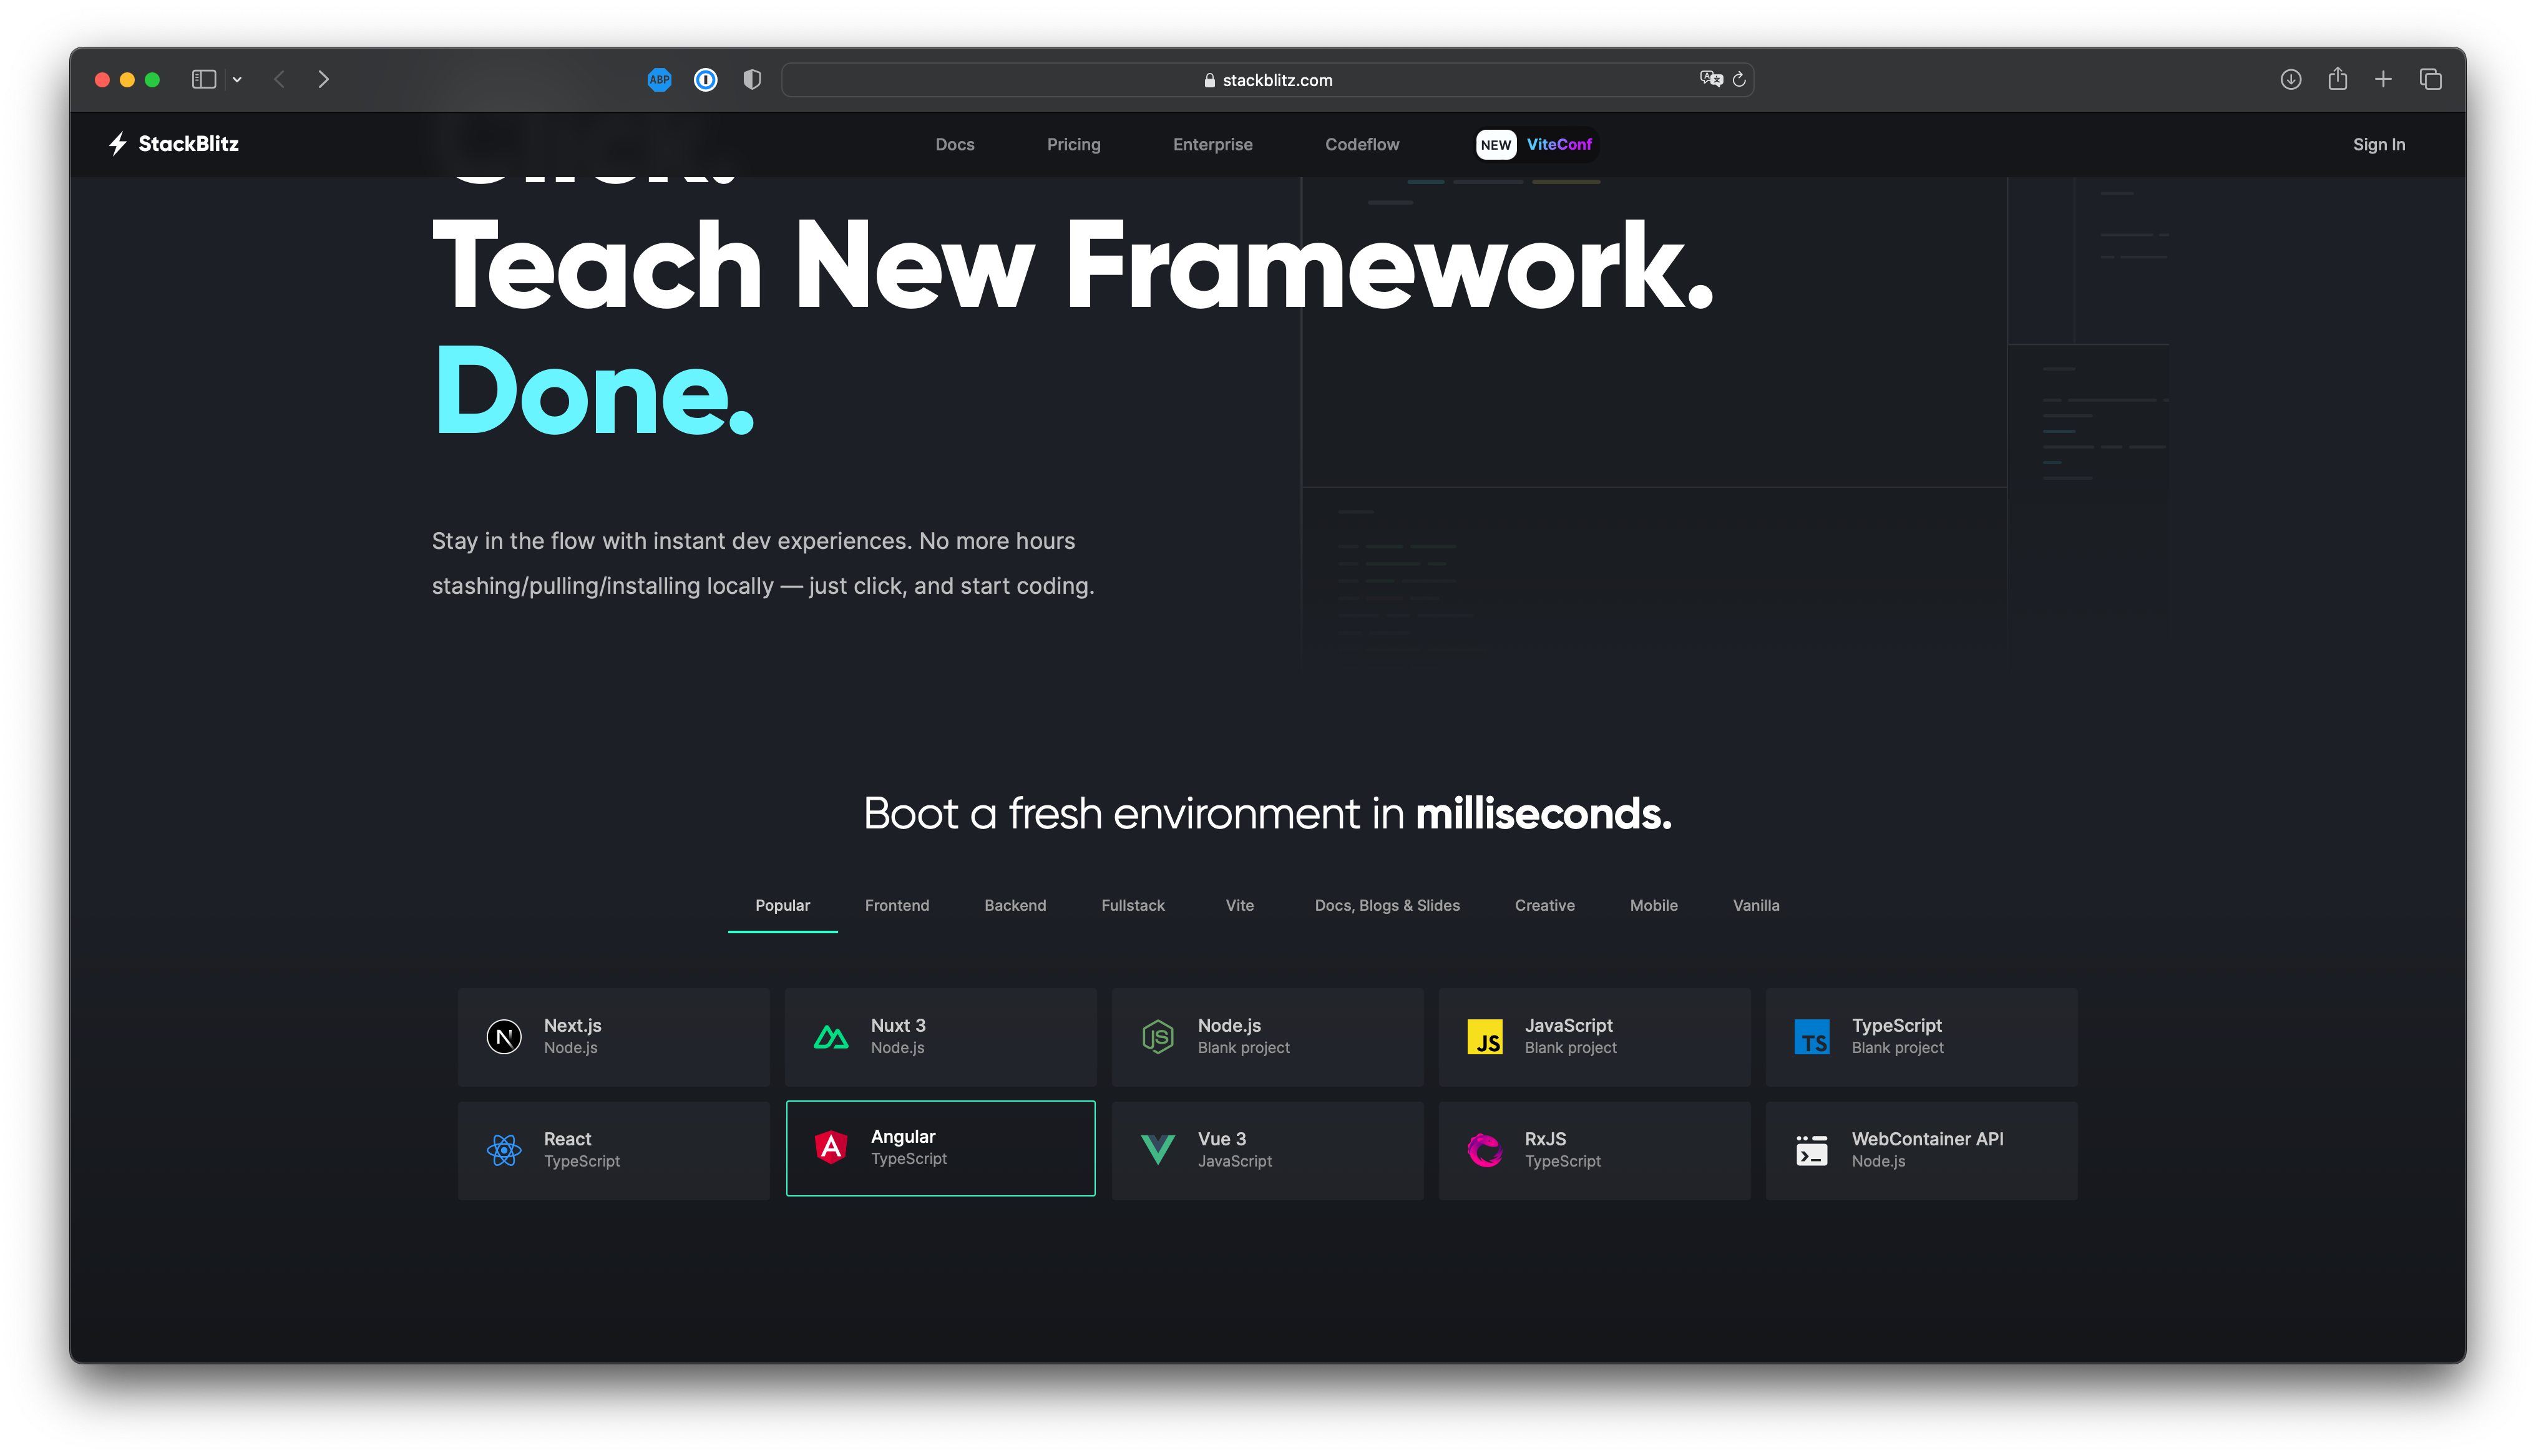 ABP
stackblitz.com
StackBlitz
Docs
Pricing
Enterprise
Codeflow
NEW
ViteConf
Sign In
Click.
Teach New Framework.
Done.
Stay in the flow with instant dev experiences. No more hours
stashing/pulling/installing locally — just click, and start coding.
Boot a fresh environment in milliseconds.
Popular
Frontend
Backend
Fullstack
Vite
Docs, Blogs & Slides
Creative
Mobile
Vanilla
N
Next.js
Node.js
Nuxt 3
Node.js
JS
Node.js
Blank project
JS
JavaScript
Blank project
TS
TypeScript
Blank project
React
TypeScript
A
Angular
TypeScript
Vue 3
JavaScript
RxJS
TypeScript
WebContainer API
Node.js